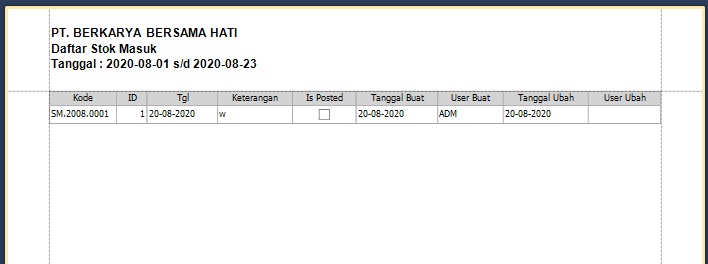 PT. BERKARYA BERSAMA HATI
Daftar Stok Masuk
Tanggal : 2020-08-01 s/d 2020-08-23
Kode ID Tgl Keterangan Is Posted Tanggal Buat User Buat Tanggal Ubah User Ubah
SM.2008.0001 1 20-08-2020 w 20-08-2020 ADM 20-08-2020